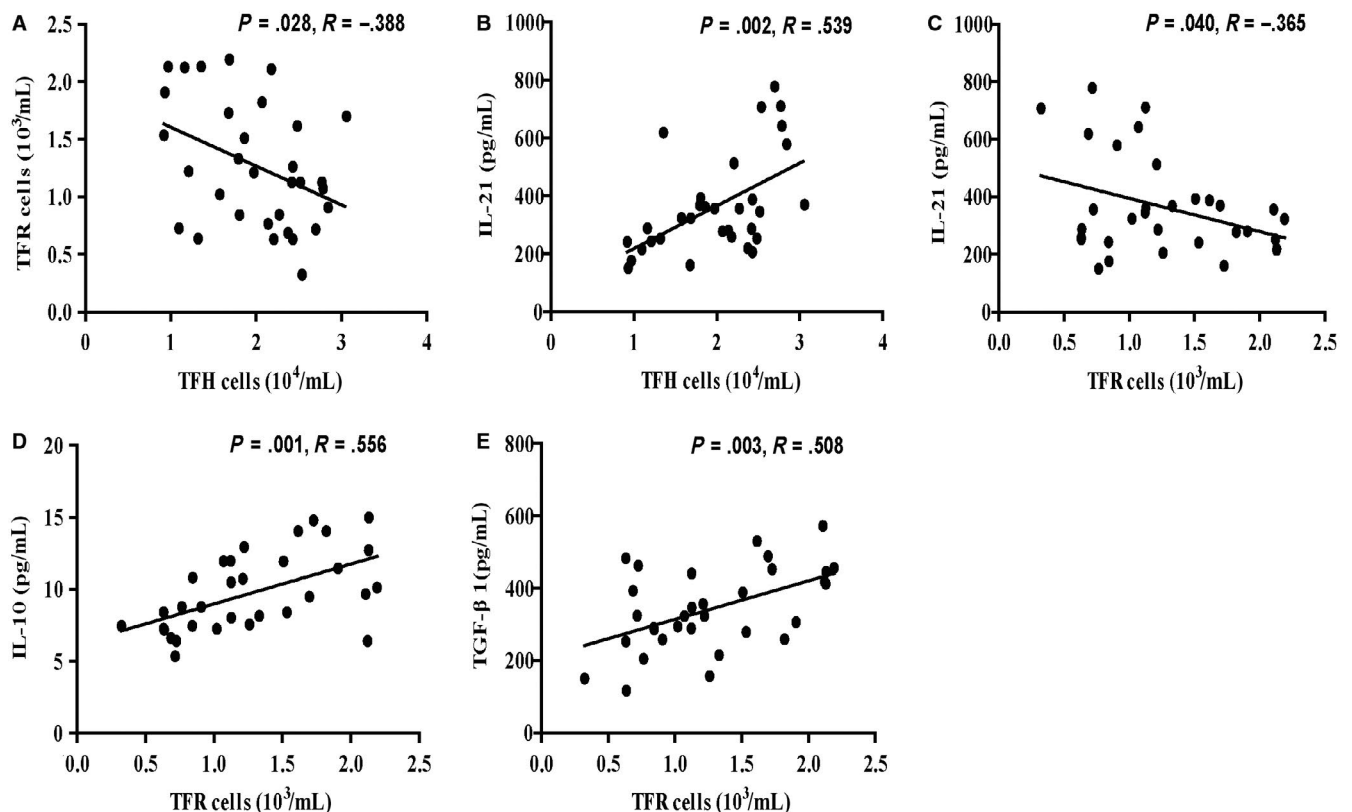 A
P = .028, R = –.388
TFR cells (10³/mL)
2.5
2.0
1.5
1.0
0.5
0.0
0 1 2 3 4
TFH cells (10⁴/mL)
B
P = .002, R = .539
IL-21 (pg/mL)
1000
800
600
400
200
0
0 1 2 3 4
TFH cells (10⁴/mL)
C
P = .040, R = –.365
IL-21 (pg/mL)
1000
800
600
400
200
0
0.0 0.5 1.0 1.5 2.0 2.5
TFR cells (10³/mL)
D
P = .001, R = .556
IL-10 (pg/mL)
20
15
10
5
0
0.0 0.5 1.0 1.5 2.0 2.5
TFR cells (10³/mL)
E
P = .003, R = .508
TGF-β 1(pg/mL)
800
600
400
200
0
0.0 0.5 1.0 1.5 2.0 2.5
TFR cells (10³/mL)